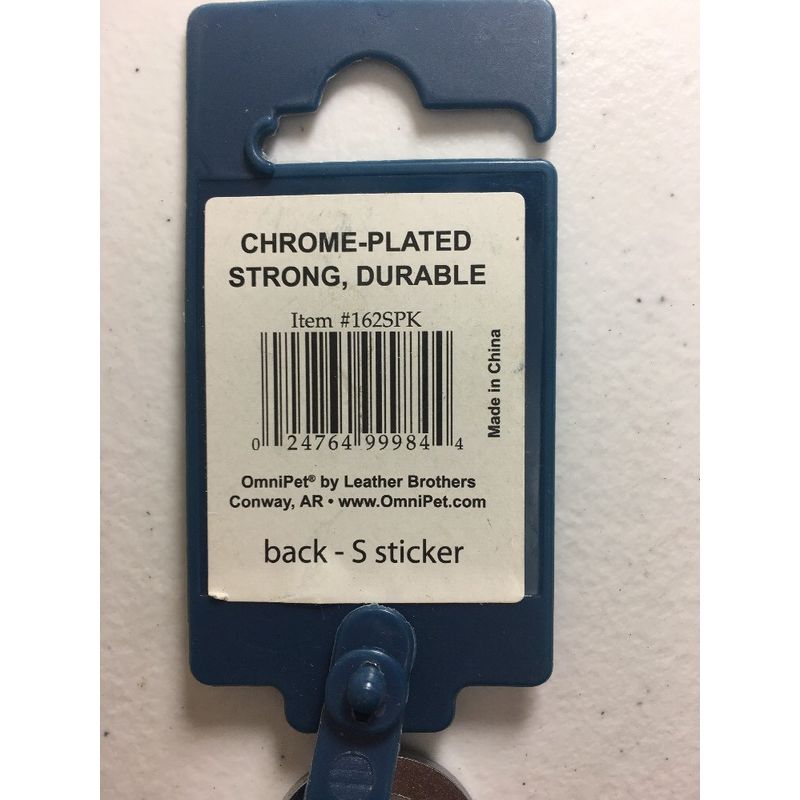 CHROME-PLATED
STRONG, DURABLE
Item #162SPK
0 24764 99984 4
Made in China
OmniPet® by Leather Brothers
Conway, AR • www.OmniPet.com
back - S sticker